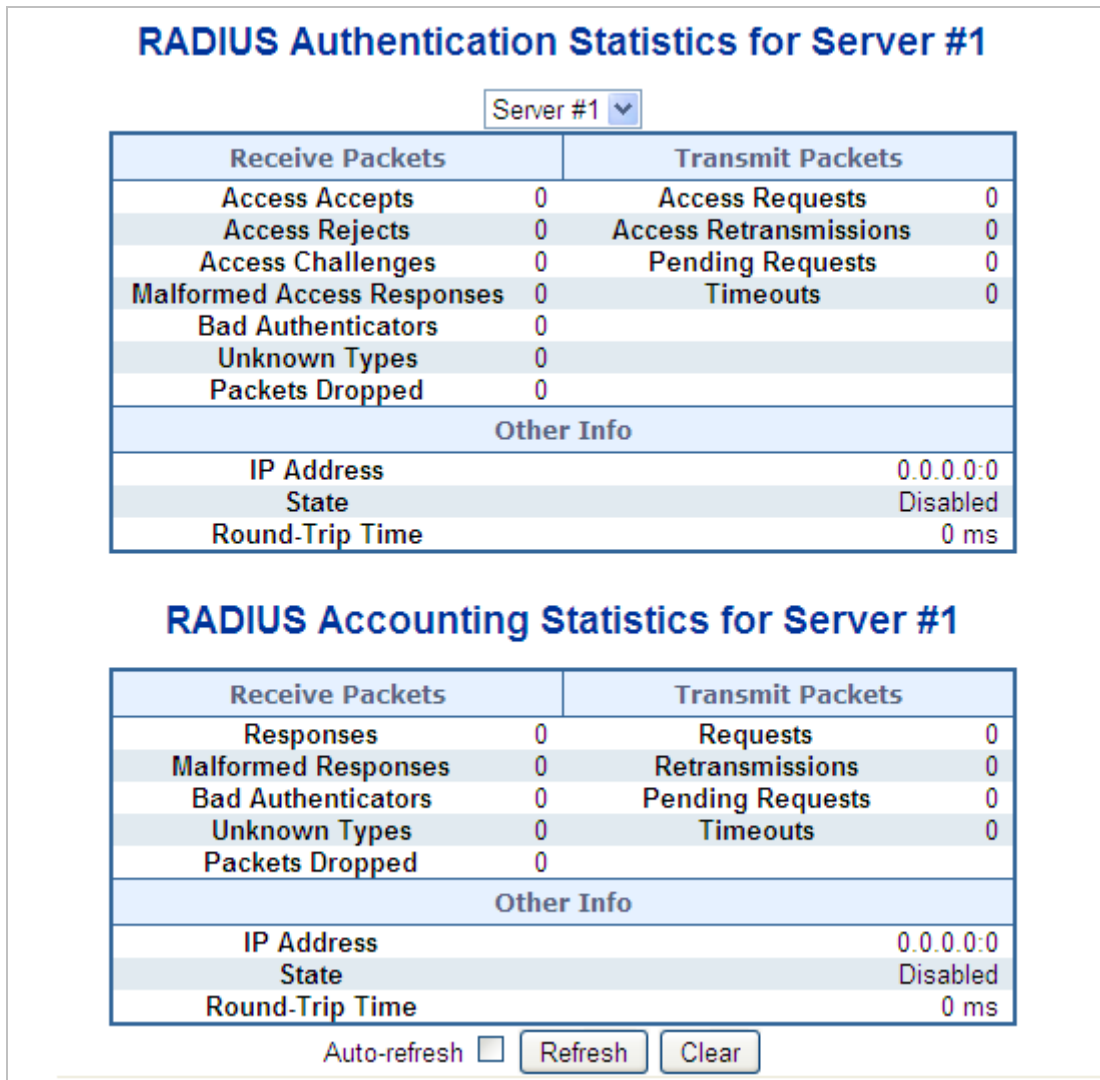 RADIUS Authentication Statistics for Server #1
Server #1
Receive Packets Transmit Packets
Access Accepts 0 Access Requests 0
Access Rejects 0 Access Retransmissions 0
Access Challenges 0 Pending Requests 0
Malformed Access Responses 0 Timeouts 0
Bad Authenticators 0
Unknown Types 0
Packets Dropped 0
Other Info
IP Address 0.0.0.0:0
State Disabled
Round-Trip Time 0 ms
RADIUS Accounting Statistics for Server #1
Receive Packets Transmit Packets
Responses 0 Requests 0
Malformed Responses 0 Retransmissions 0
Bad Authenticators 0 Pending Requests 0
Unknown Types 0 Timeouts 0
Packets Dropped 0
Other Info
IP Address 0.0.0.0:0
State Disabled
Round-Trip Time 0 ms
Auto-refresh Refresh Clear